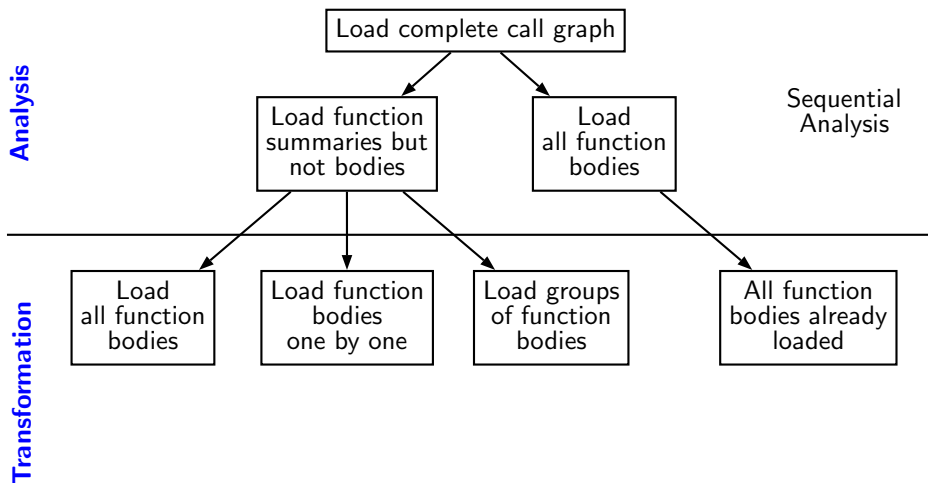 Load complete call graph
Analysis
Load function
summaries but
not bodies
Load
all function
bodies
Sequential
Analysis
Transformation
Load
all function
bodies
Load function
bodies
one by one
Load groups
of function
bodies
All function
bodies already
loaded